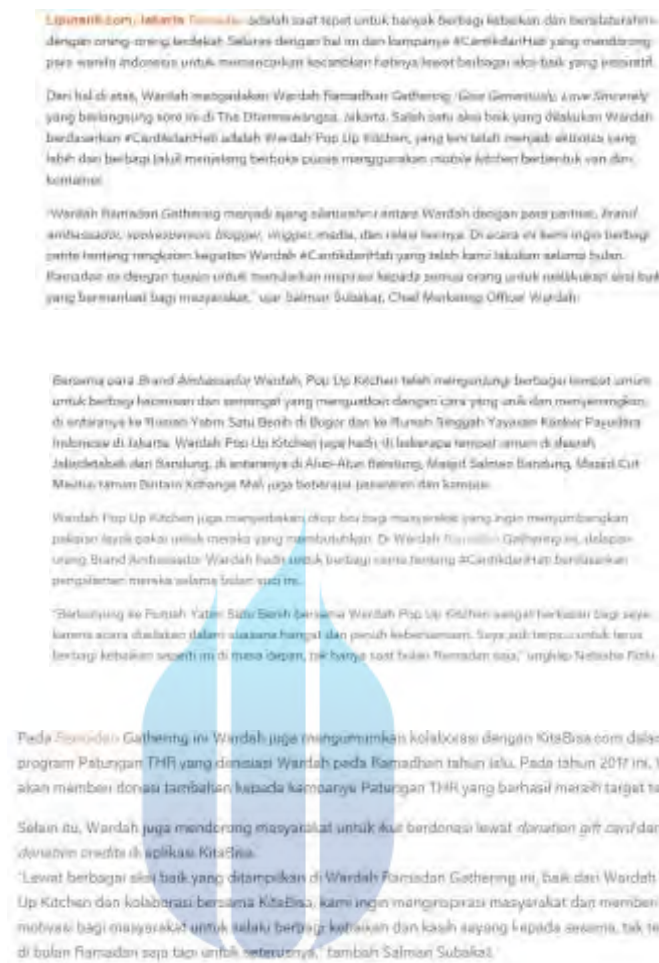 Liputan6.com, Jakarta Ramadan adalah saat tepat untuk banyak berbagi kebaikan dan bersilaturahmi
dengan orang-orang terdekat. Selaras dengan hal ini dan kampanye #CantikdariHati yang mendorong
para wanita Indonesia untuk memancarkan kecantikan hatinya lewat berbagai aksi baik yang inspiratif.
Dari hal di atas, Wardah mengadakan Wardah Ramadhan Gathering: Give Generously, Love Sincerely
yang berlangsung sore ini di The Dharmawangsa, Jakarta. Salah satu aksi baik yang dilakukan Wardah
berdasarkan #CantikdariHati adalah Wardah Pop Up Kitchen, yang kini telah menjadi aktivitas yang
lebih dari berbagi takjil menjelang berbuka puasa menggunakan mobile kitchen berbentuk van dan
kontainer.
"Wardah Ramadan Gathering menjadi ajang silaturahmi antara Wardah dengan para partner, brand
ambassador, spokesperson, blogger, vlogger, media, dan relasi lainnya. Di acara ini kami ingin berbagi
cerita tentang rangkaian kegiatan Wardah #CantikdariHati yang telah kami lakukan selama bulan
Ramadan ini dengan tujuan untuk menularkan inspirasi kepada semua orang untuk melakukan aksi baik
yang bermanfaat bagi masyarakat," ujar Salman Subakat, Chief Marketing Officer Wardah.
Bersama para Brand Ambassador Wardah, Pop Up Kitchen telah mengunjungi berbagai tempat umum
untuk berbagi keceriaan dan semangat yang menguatkan dengan cara yang unik dan menyenangkan,
di antaranya ke Rumah Yatim Satu Benih di Bogor dan ke Rumah Singgah Yayasan Kanker Payudara
Indonesia di Jakarta. Wardah Pop Up Kitchen juga hadir di beberapa tempat umum di daerah
Jabodetabek dan Bandung, di antaranya di Alun-Alun Bandung, Masjid Salman Bandung, Masjid Cut
Meutia, taman Bintaro Xchange Mall, juga beberapa pesantren dan kampus.
Wardah Pop Up Kitchen juga menyediakan drop box bagi masyarakat yang ingin menyumbangkan
pakaian layak pakai untuk mereka yang membutuhkan. Di Wardah Ramadan Gathering ini, delapan
orang Brand Ambassador Wardah hadir untuk berbagi cerita tentang #CantikdariHati berdasarkan
pengalaman mereka selama bulan suci ini.
"Berkunjung ke Rumah Yatim Satu Benih bersama Wardah Pop Up Kitchen sangat berkesan bagi saya
karena acara diadakan dalam suasana hangat dan penuh kebersamaan. Saya jadi terpacu untuk terus
berbagi kebaikan seperti ini di masa depan, tak hanya saat bulan Ramadan saja," ungkap Natasha Rizki
Pada Ramadan Gathering ini Wardah juga mengumumkan kolaborasi dengan KitaBisa.com dalam
program Patungan THR yang diinisiasi Wardah pada Ramadhan tahun lalu. Pada tahun 2017 ini,
akan memberi donasi tambahan kepada kampanye Patungan THR yang berhasil meraih target
Selain itu, Wardah juga mendorong masyarakat untuk ikut berdonasi lewat donation gift card dan
donation credits di aplikasi KitaBisa.
"Lewat berbagai aksi baik yang ditampilkan di Wardah Ramadan Gathering ini, baik dari Wardah
Up Kitchen dan kolaborasi bersama KitaBisa, kami ingin menginspirasi masyarakat dan memberi
motivasi bagi masyarakat untuk selalu berbagi kebaikan dan kasih sayang kepada sesama, tak
di bulan Ramadan saja tapi untuk seterusnya," tambah Salman Subakat.